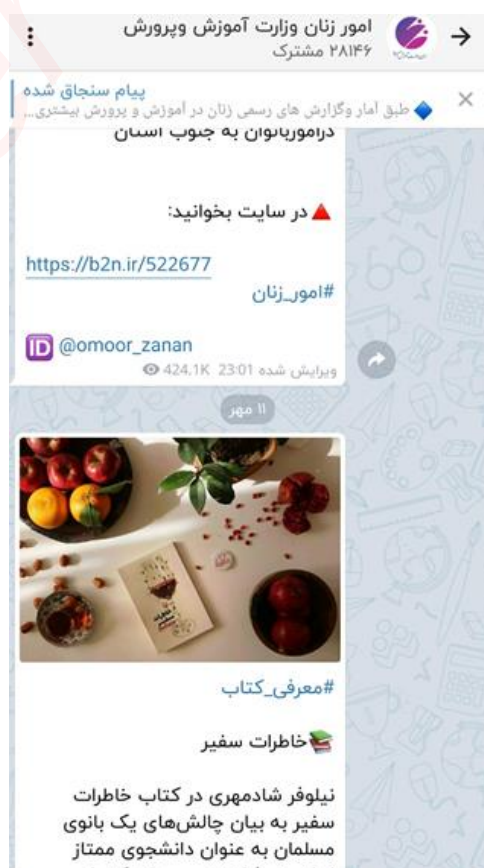 امور زنان وزارت آموزش وپرورش
۲۸۱۴۶ مشترک
پیام سنجاق شده
طبق آمار وگزارش های رسمی زنان در آموزش و پرورش بیشتری...
درامورباتوان به جنوب استان
🔺در سایت بخوانید:
https://b2n.ir/522677
#امور_زنان
🆔 @omoor_zanan
ویرایش شده 23:01 424.1K
۱۱ مهر
خاطرات سفیر
#معرفی_کتاب
📚خاطرات سفیر
نیلوفر شادمهری در کتاب خاطرات
سفیر به بیان چالش‌های یک بانوی
مسلمان به عنوان دانشجوی ممتاز